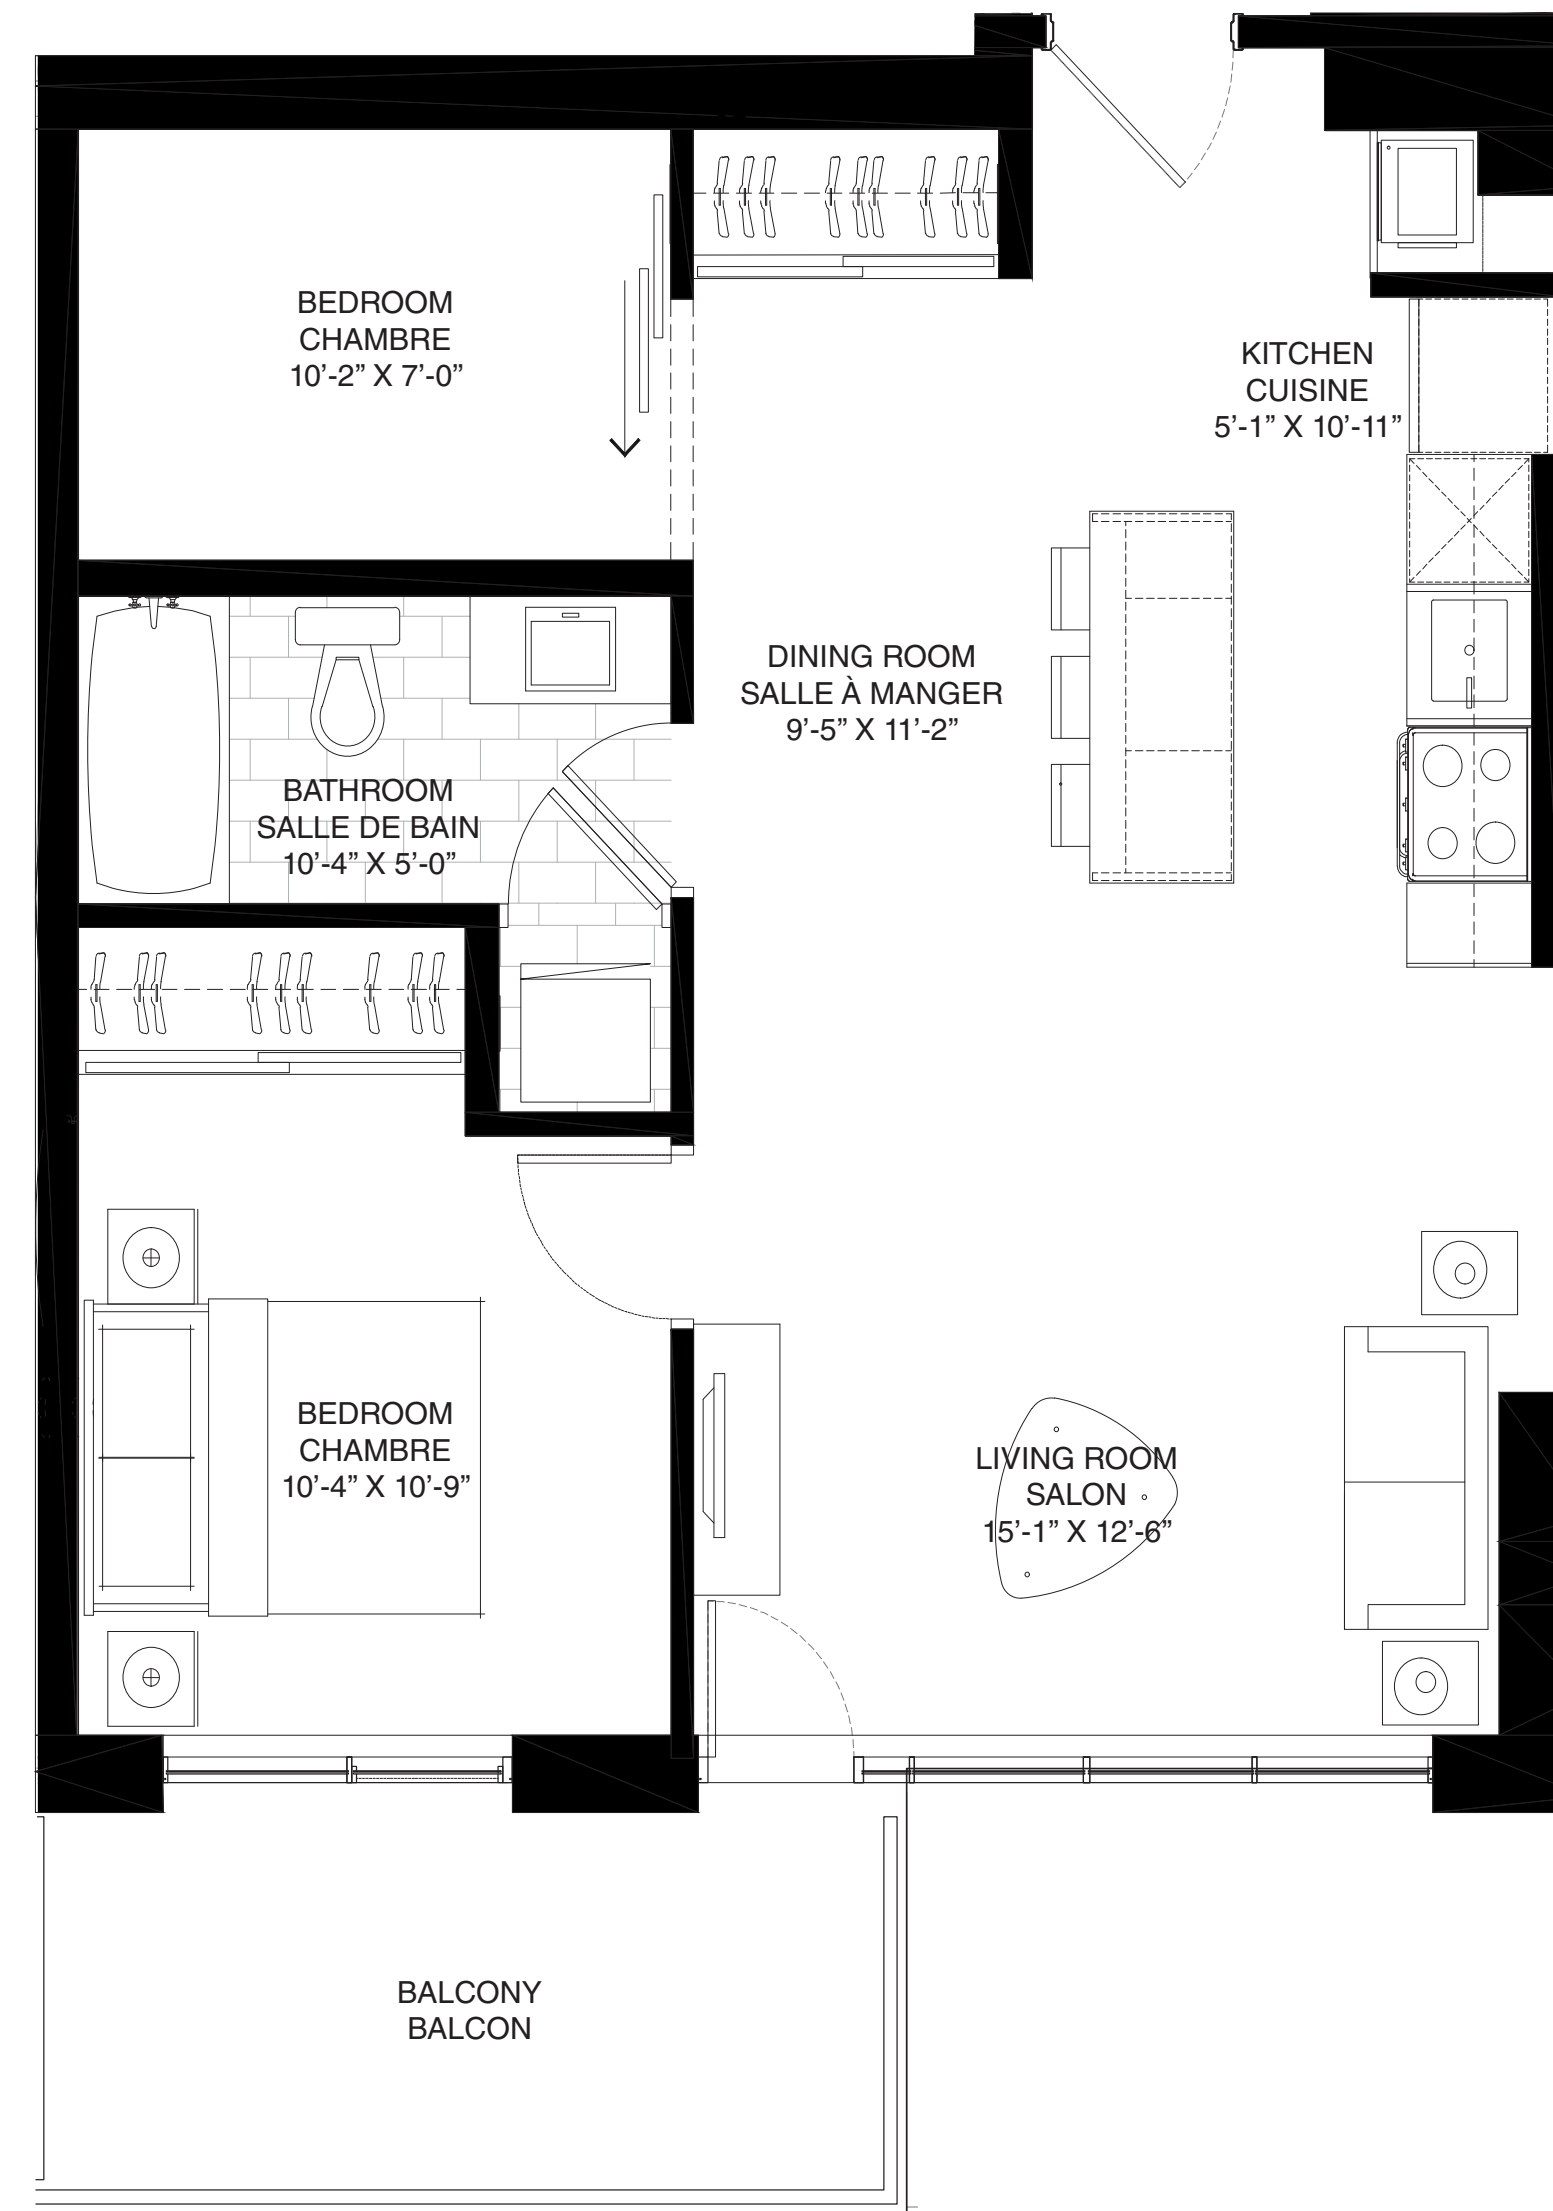 BEDROOM
CHAMBRE
10’-2” X 7’-0”
KITCHEN
CUISINE
5’-1” X 10’-11”
DINING ROOM
SALLE À MANGER
9’-5” X 11’-2”
BATHROOM
SALLE DE BAIN
10’-4” X 5’-0”
BEDROOM
CHAMBRE
10’-4” X 10’-9”
LIVING ROOM
SALON
15’-1” X 12’-6”
BALCONY
BALCON